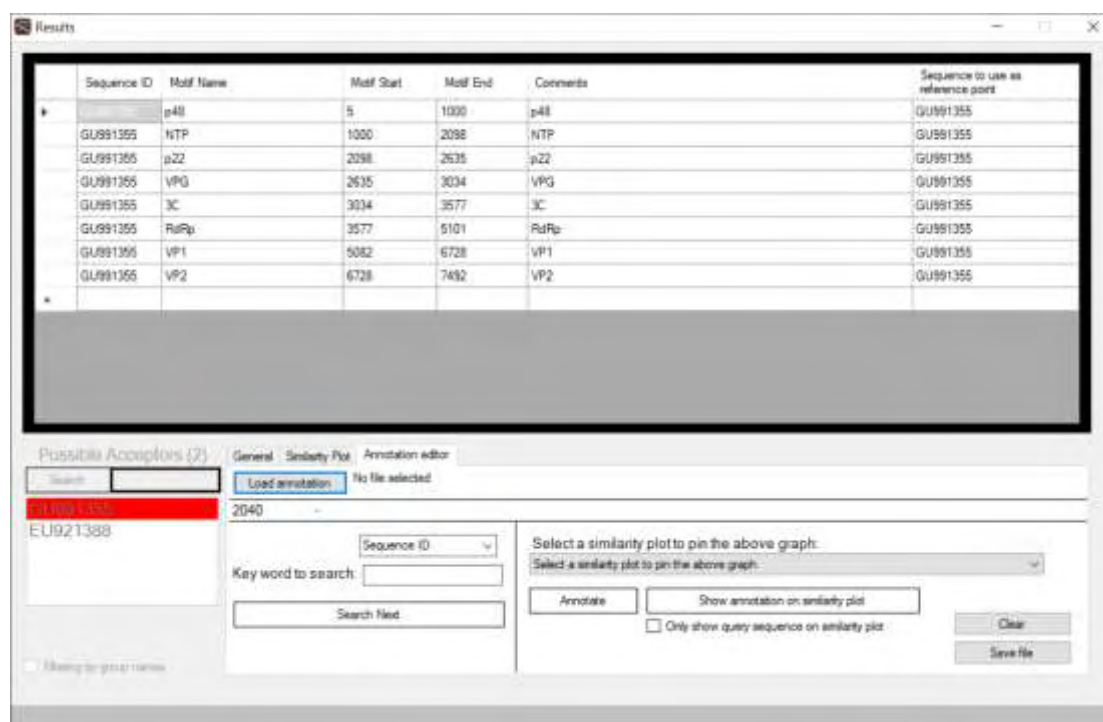 Results
Sequence ID Motif Name Motif Start Motif End Comments Sequence to use as reference point
p48 5 1000 p48 GU991355
GU991355 NTP 1000 2098 NTP GU991355
GU991355 p22 2098 2635 p22 GU991355
GU991355 VPG 2635 3034 VPG GU991355
GU991355 3C 3034 3577 3C GU991355
GU991355 RdRp 3577 5101 RdRp GU991355
GU991355 VP1 5082 6728 VP1 GU991355
GU991355 VP2 6728 7492 VP2 GU991355
Possible Acceptors (2)
General Similarity Plot Annotation editor
Search
Load annotation No file selected
GU991355
2040 -
EU921388
Sequence ID
Select a similarity plot to pin the above graph:
Key word to search:
Select a similarity plot to pin the above graph.
Annotate Show annotation on similarity plot
Search Next
Only show query sequence on similarity plot
Clear
Save file
Filtering by group names